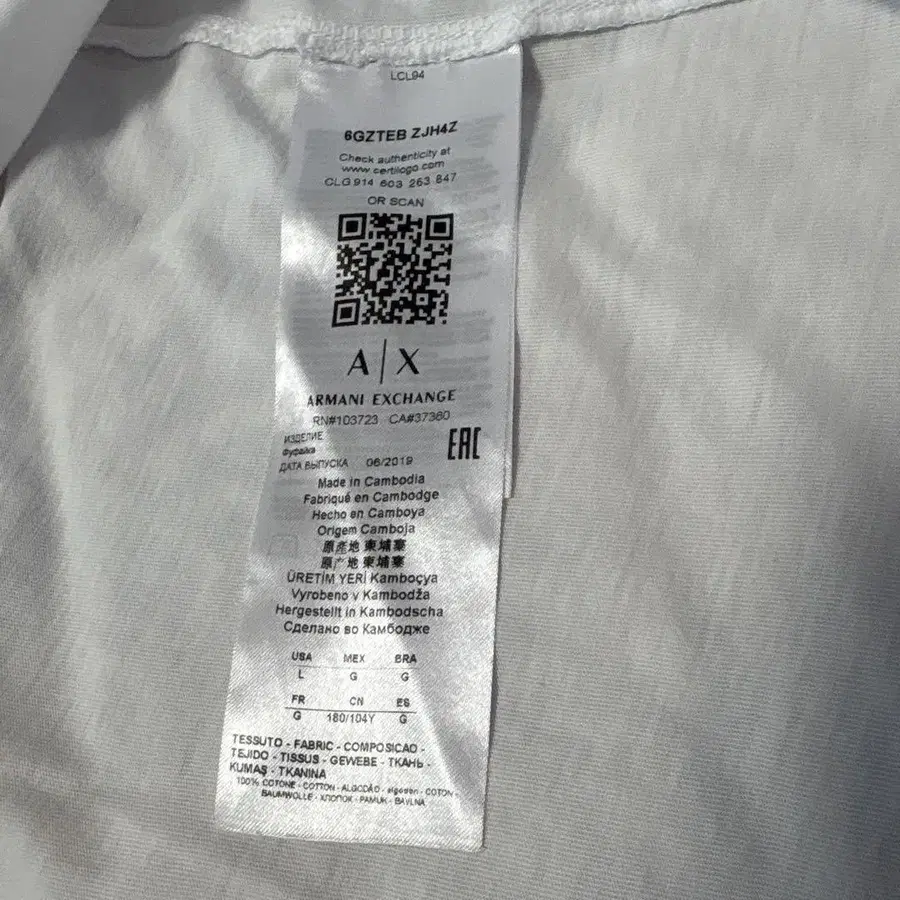 LCL94
6GZTEB ZJH4Z
Check authenticity at
www.certilogo.com
CLG 914 603 263 847
OR SCAN
A|X
ARMANI EXCHANGE
RN#103723 CA#37360
ИЗДЕЛИЕ
фуфайка
ДАТА ВЫПУСКА 06/2019
EAC
Made in Cambodia
Fabriqué en Cambodge
Hecho en Camboya
Origem Camboja
原產地 柬埔寨
原产地 柬埔寨
ÜRETİM YERİ Kamboçya
Vyrobeno v Kambodža
Hergestellt in Kambodscha
Сделано во Камбодже
USA MEX BRA
L G G
FR CN ES
G 180/104Y G
TESSUTO - FABRIC - COMPOSICAO -
TEJIDO - TISSUS - GEWEBE - ТКАНЬ -
KUMAŞ - TKANINA
100% COTONE - COTTON - ALGODÃO - algodon - COTON -
BAUMWOLLE - ХЛОПОК - PAMUK - BAVLNA